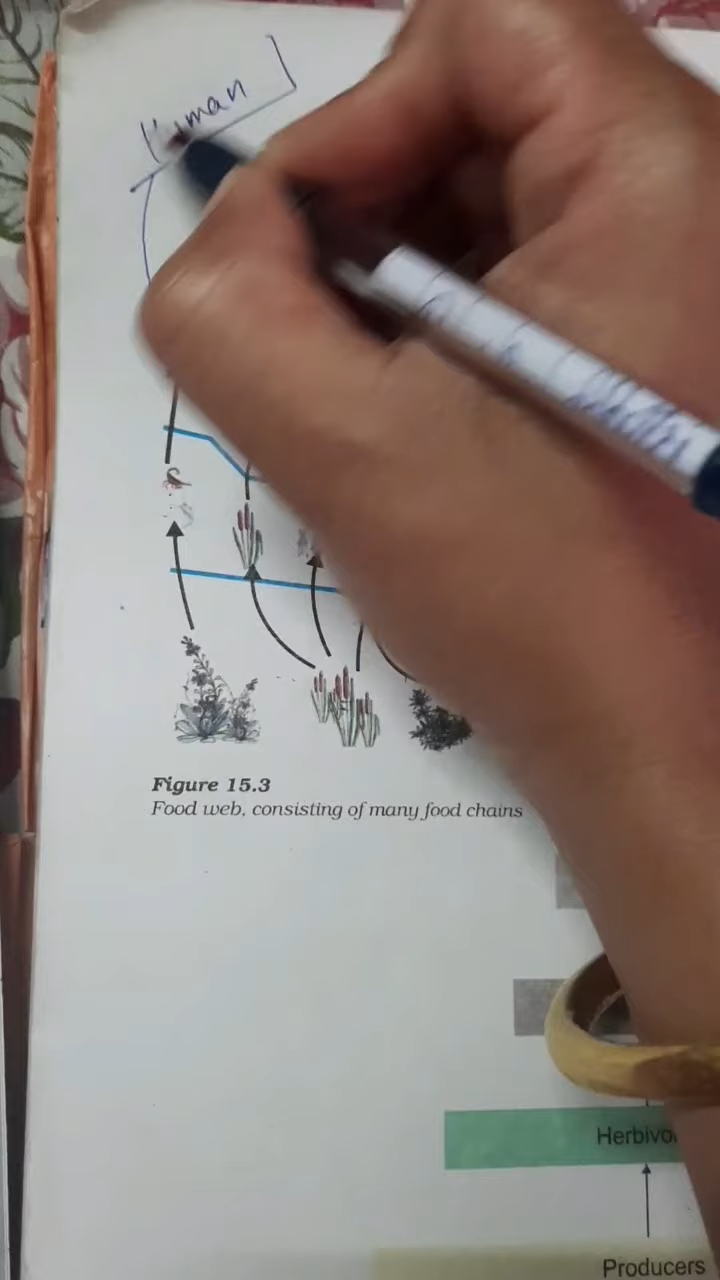 Human
Figure 15.3
Food web, consisting of many food chains
Herbivo
Producers